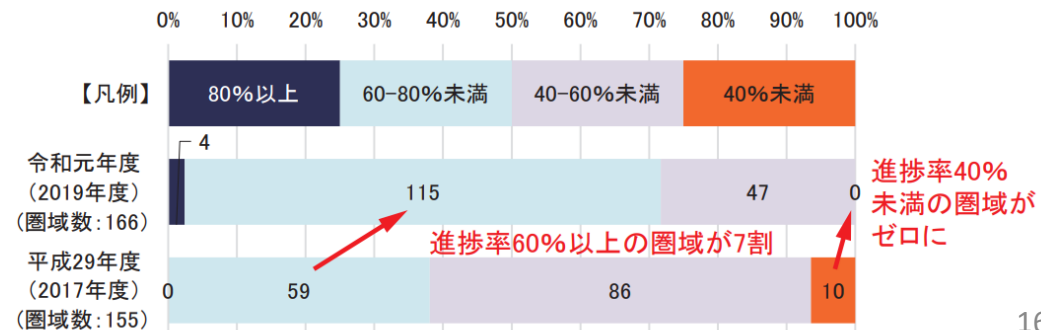 0% 10% 20% 30% 40% 50% 60% 70% 80% 90% 100%
【凡例】 80%以上 60-80%未満 40-60%未満 40%未満
4
令和元年度
(2019年度)
(圏域数:166)
115 47 0
進捗率40%
未満の圏域が
ゼロに
進捗率60%以上の圏域が7割
平成29年度
(2017年度)
(圏域数:155)
0 59 86 10
16